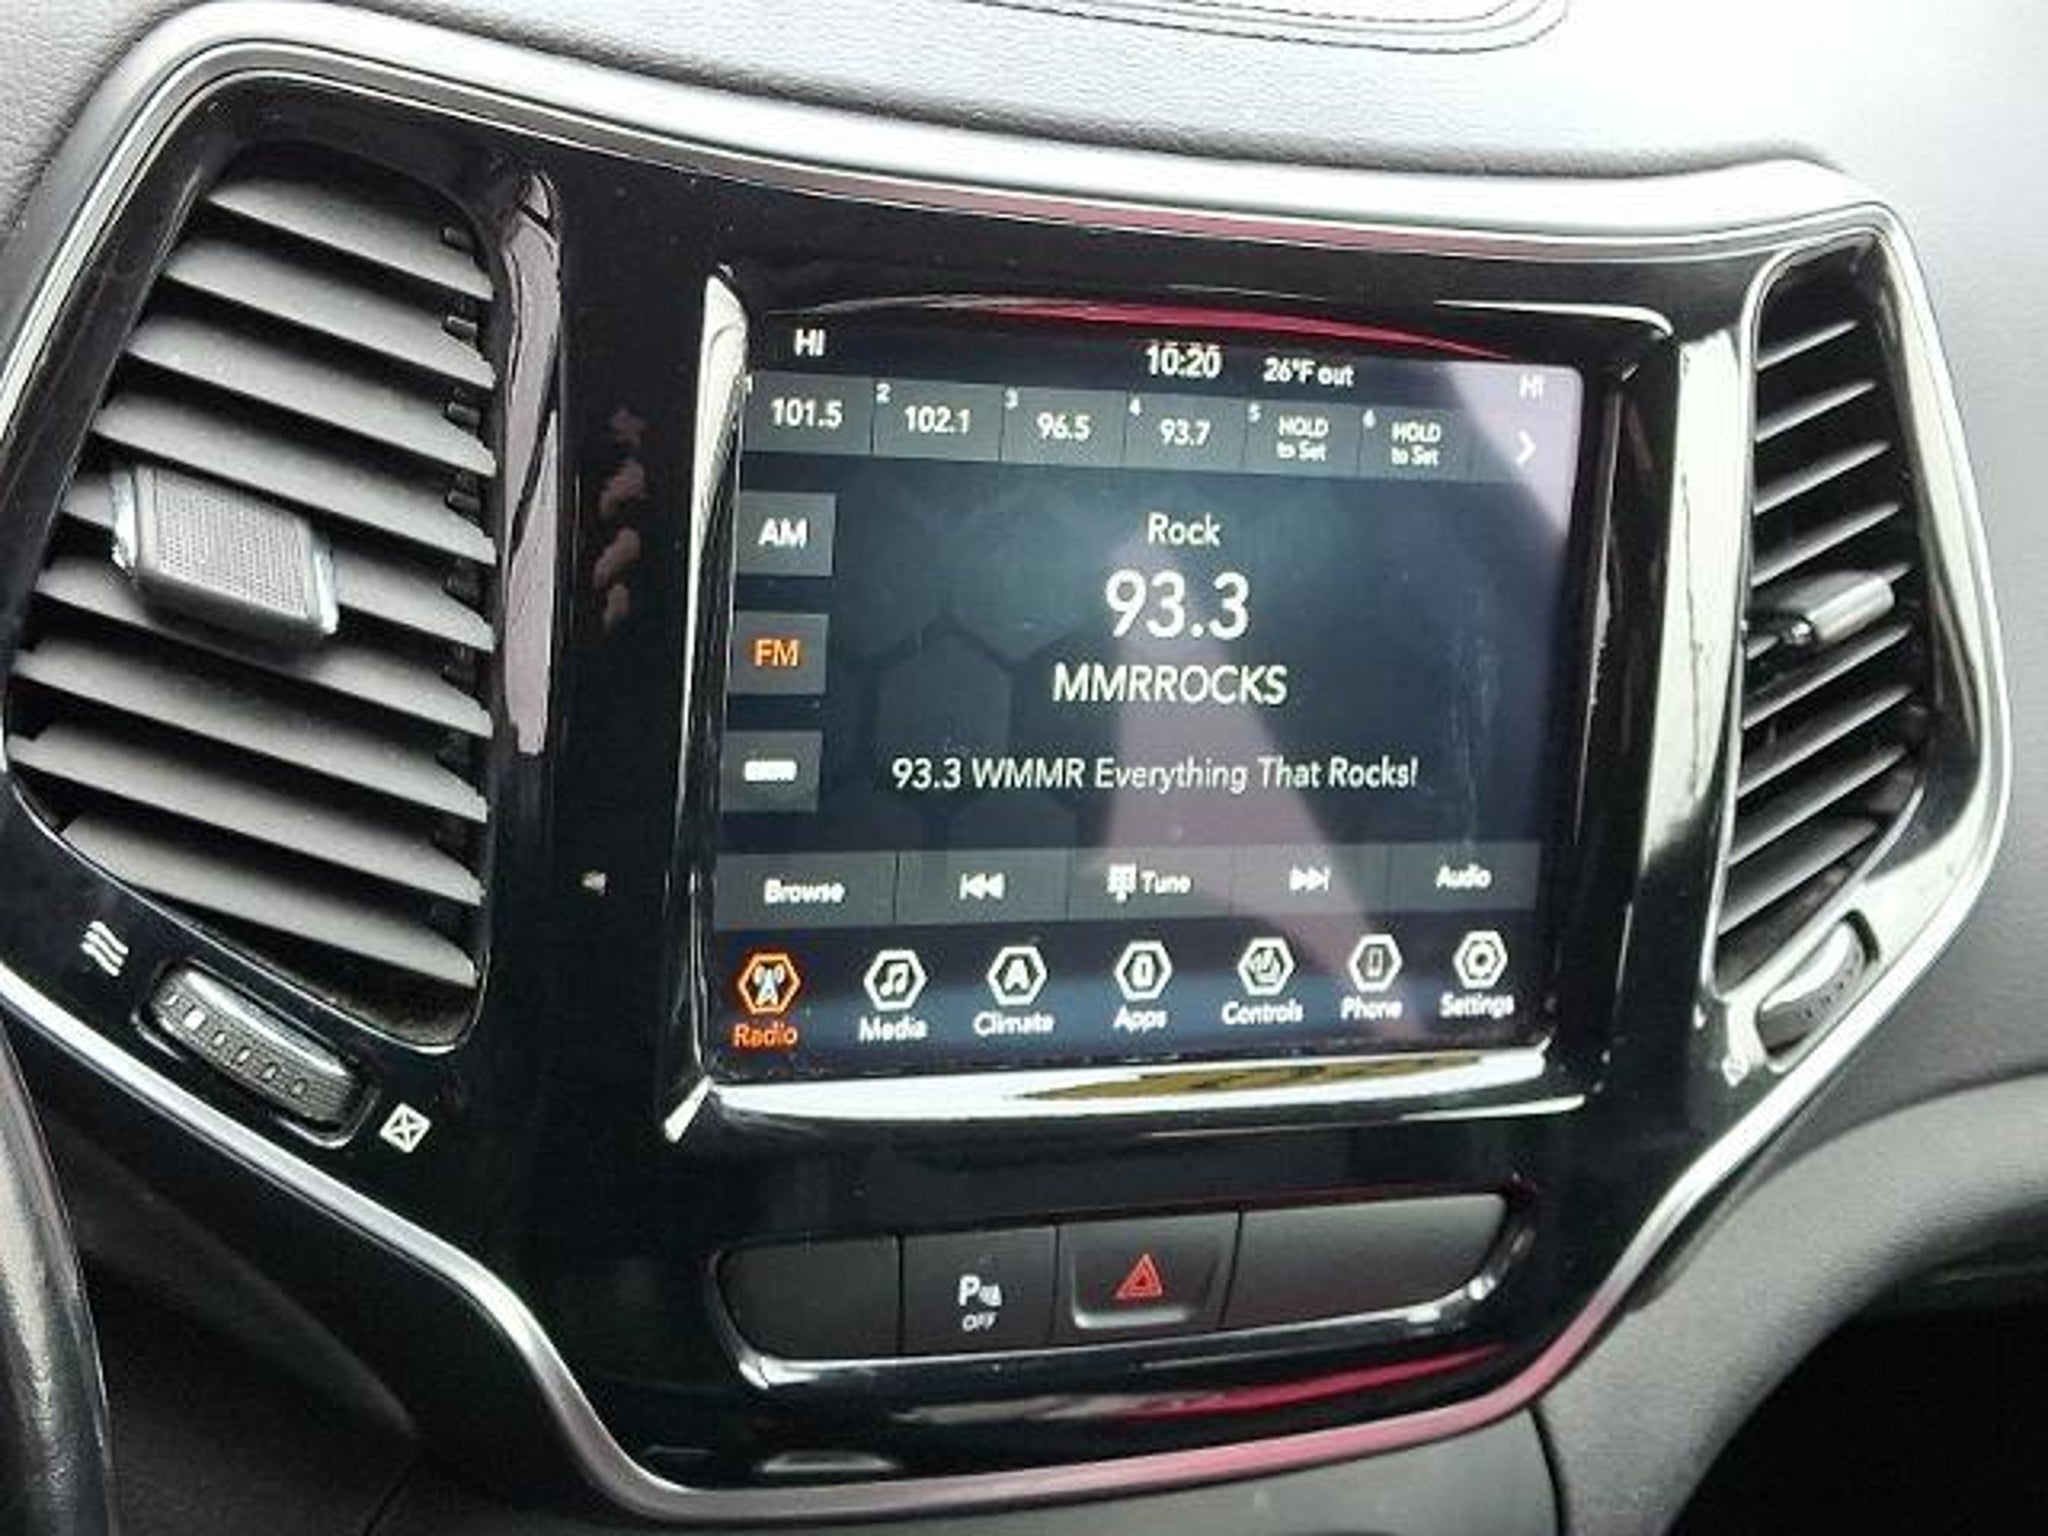 HI 10:20 26°F out HI
1 101.5 2 102.1 3 96.5 4 93.7 5 HOLD to Set 6 HOLD to Set
AM
Rock
93.3
FM
MMRROCKS
93.3 WMMR Everything That Rocks!
Browse Tune Audio
Radio Media Climate Apps Controls Phone Settings
P
OFF